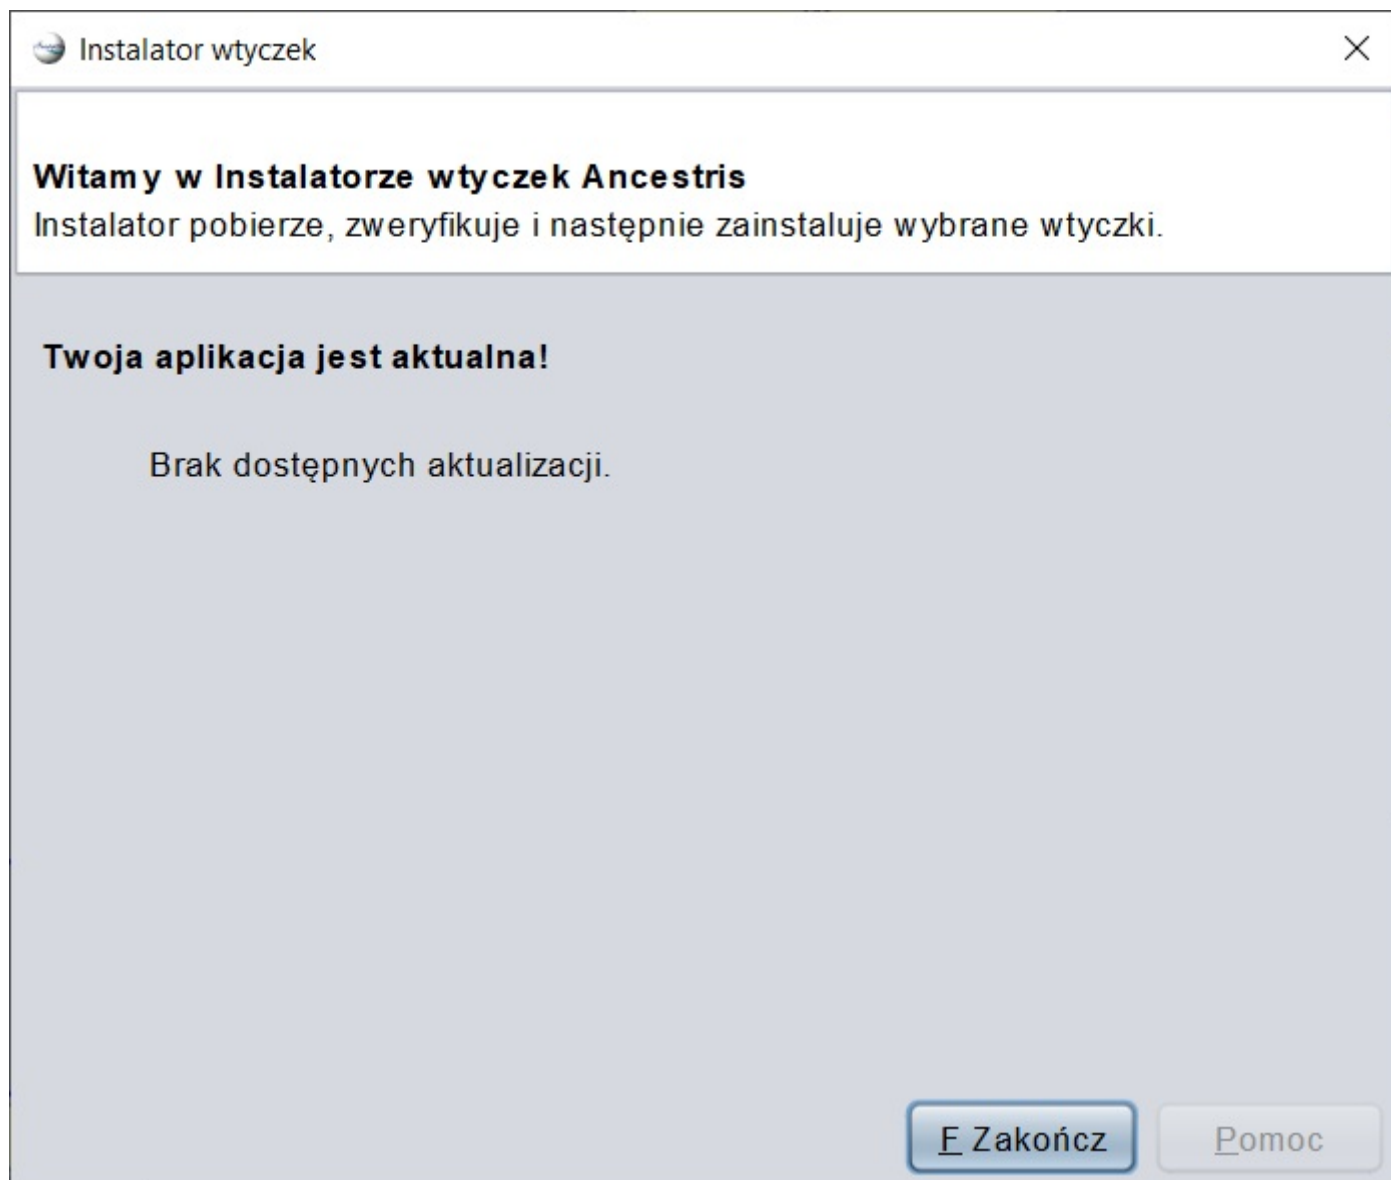 Instalator wtyczek
Witamy w Instalatorze wtyczek Ancestris
Instalator pobierze, zweryfikuje i następnie zainstaluje wybrane wtyczki.
Twoja aplikacja jest aktualna!
Brak dostępnych aktualizacji.
F Zakończ
Pomoc